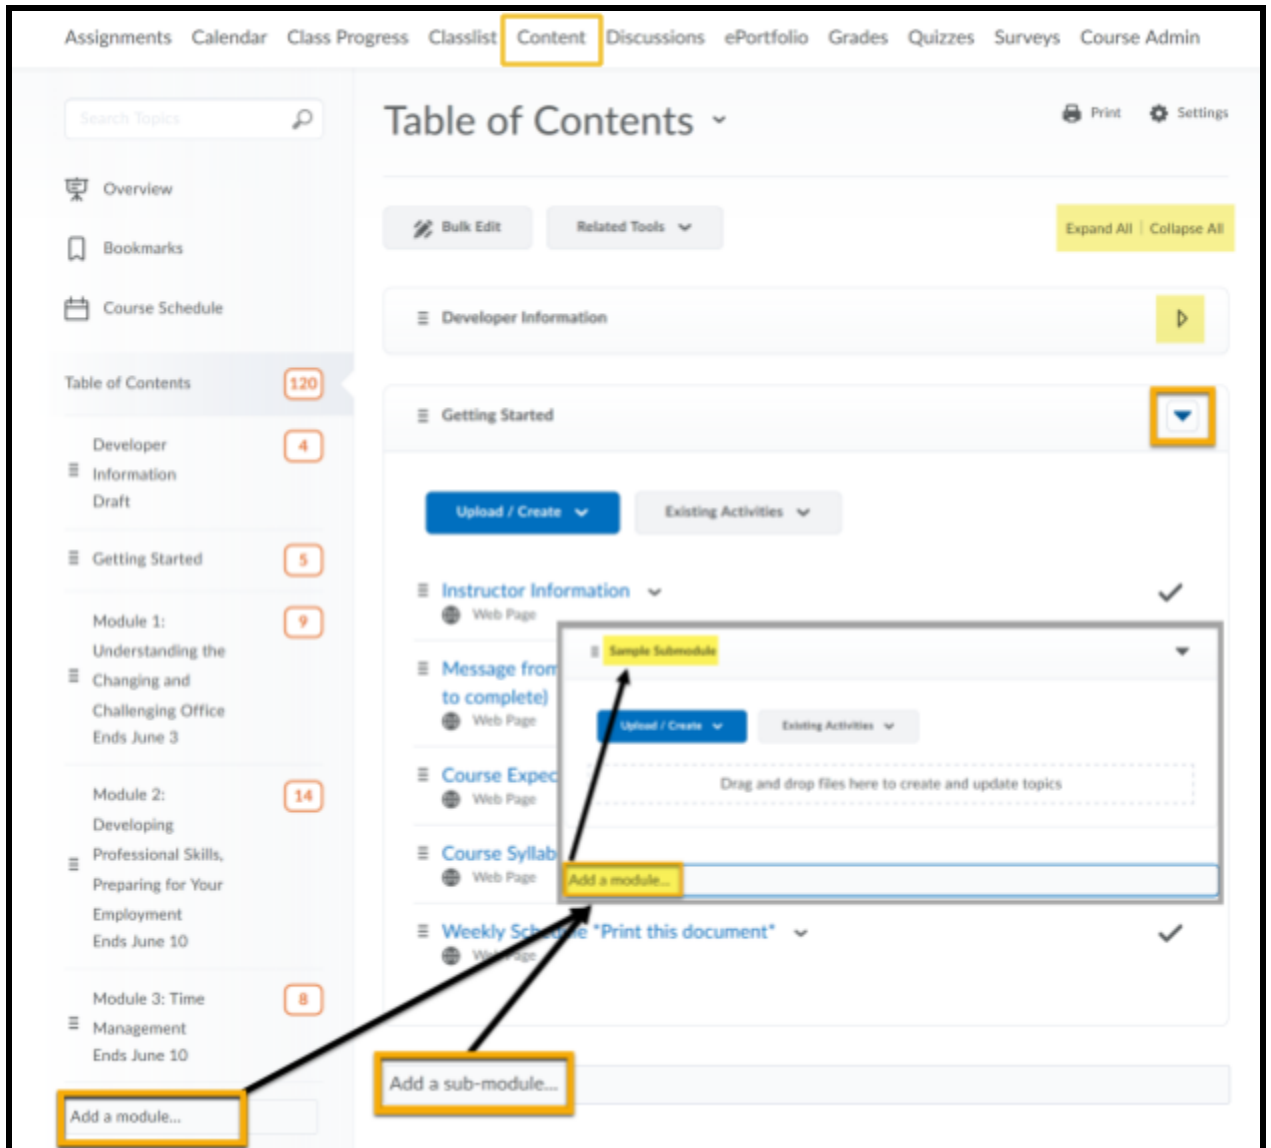 Assignments Calendar Class Progress Classlist Content Discussions ePortfolio Grades Quizzes Surveys Course Admin
Search Topics
Table of Contents
Print Settings
Overview
Bookmarks
Course Schedule
Bulk Edit Related Tools
Expand All | Collapse All
Table of Contents 120
Developer 4
Information
Draft
Getting Started 5
Module 1: 9
Understanding the
Changing and
Challenging Office
Ends June 3
Module 2: 14
Developing
Professional Skills,
Preparing for Your
Employment
Ends June 10
Module 3: Time 8
Management
Ends June 10
Add a module...
Developer Information
Getting Started
Upload / Create Existing Activities
Instructor Information
Web Page
Message from
to complete)
Web Page
Course Expec
Web Page
Course Syllab
Web Page
Weekly Schedule *Print this document*
Web Page
Sample Submodule
Upload / Create Existing Activities
Drag and drop files here to create and update topics
Add a module...
Add a sub-module...